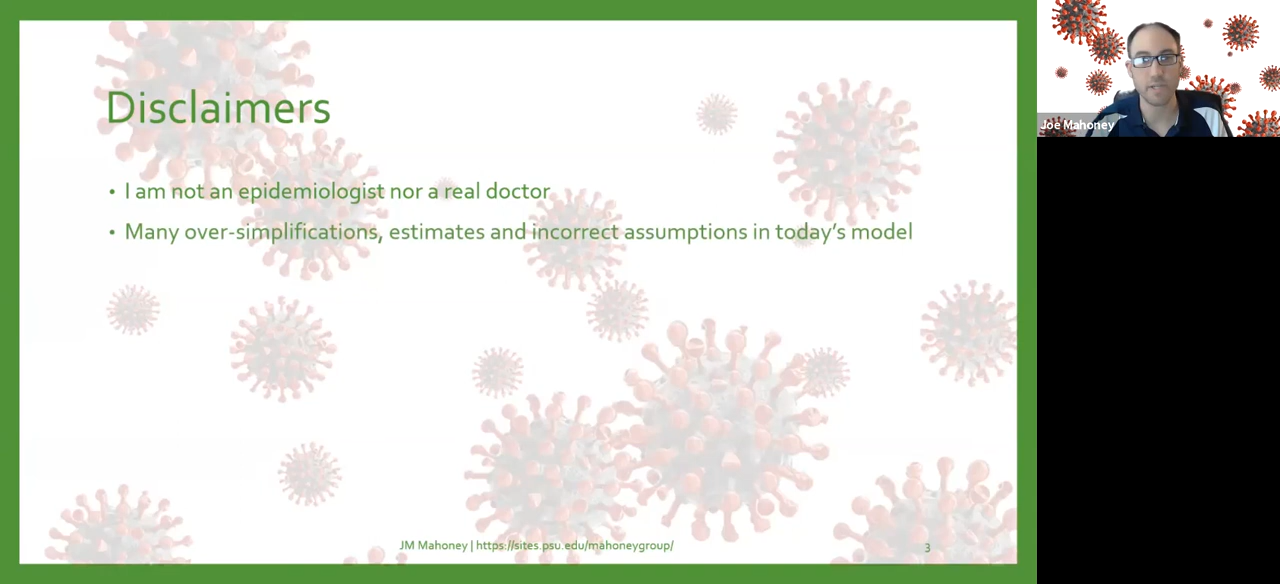 Disclaimers
• I am not an epidemiologist nor a real doctor
• Many over-simplifications, estimates and incorrect assumptions in today’s model
JM Mahoney | https://sites.psu.edu/mahoneygroup/
3
Joe Mahoney